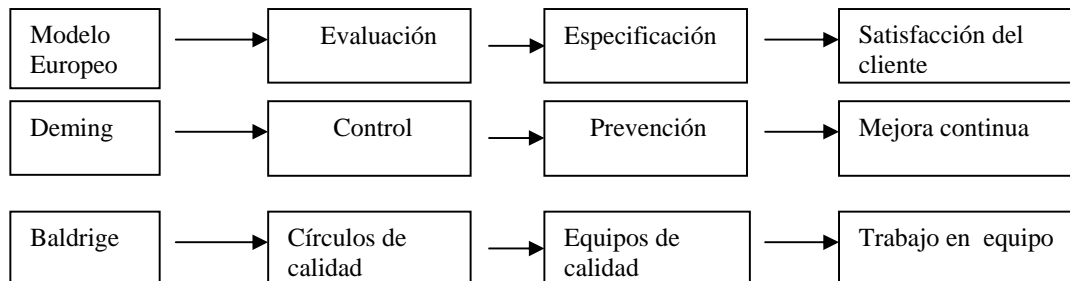 Modelo
Europeo
Evaluación
Especificación
Satisfacción del
cliente
Deming
Control
Prevención
Mejora continua
Baldrige
Círculos de
calidad
Equipos de
calidad
Trabajo en equipo